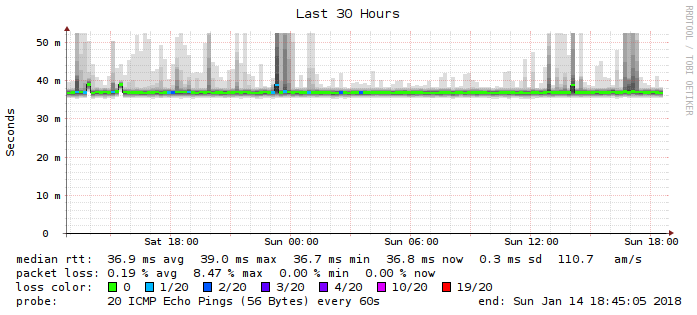 Last 30 Hours
RRDTOOL / TOBI OETIKER
Seconds
50 m
40 m
30 m
20 m
10 m
0
Sat 18:00 Sun 00:00 Sun 06:00 Sun 12:00 Sun 18:00
median rtt: 36.9 ms avg 39.0 ms max 36.7 ms min 36.8 ms now 0.3 ms sd 110.7 am/s
packet loss: 0.19 % avg 8.47 % max 0.00 % min 0.00 % now
loss color: 0 1/20 2/20 3/20 4/20 10/20 19/20
probe: 20 ICMP Echo Pings (56 Bytes) every 60s end: Sun Jan 14 18:45:05 2018